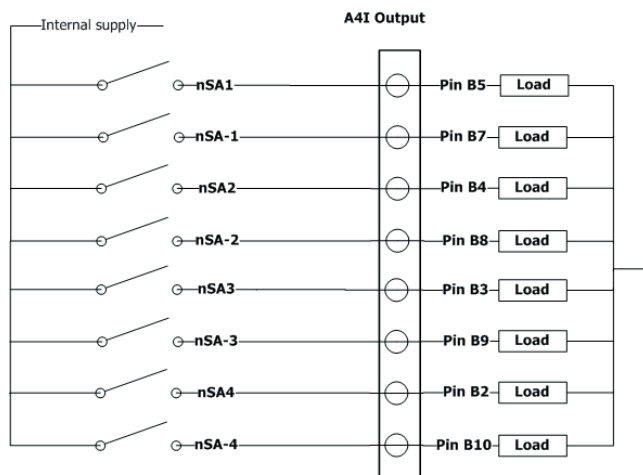 A4I Output
Internal supply
nSA1 Pin B5 Load
nSA-1 Pin B7 Load
nSA2 Pin B4 Load
nSA-2 Pin B8 Load
nSA3 Pin B3 Load
nSA-3 Pin B9 Load
nSA4 Pin B2 Load
nSA-4 Pin B10 Load